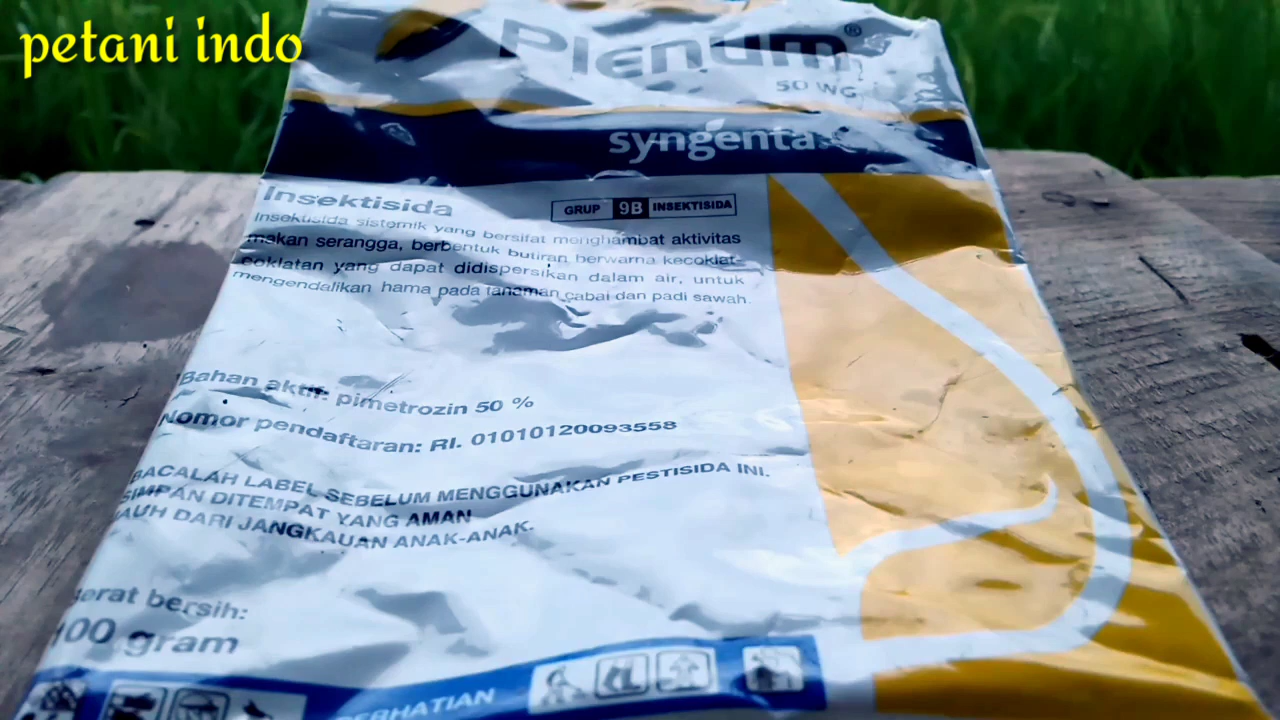 petani indo
Plenum®
50 WG
syngenta
Insektisida
GRUP 9B INSEKTISIDA
Insektisida sistemik yang bersifat menghambat aktivitas
makan serangga, berbentuk butiran berwarna kecoklat-
coklatan yang dapat didispersikan dalam air, untuk
mengendalikan hama pada tanaman cabai dan padi sawah.
Bahan aktif: pimetrozin 50 %
Nomor pendaftaran: RI. 01010120093558
BACALAH LABEL SEBELUM MENGGUNAKAN PESTISIDA INI.
SIMPAN DITEMPAT YANG AMAN
JAUH DARI JANGKAUAN ANAK-ANAK.
Berat bersih:
100 gram
PERHATIAN